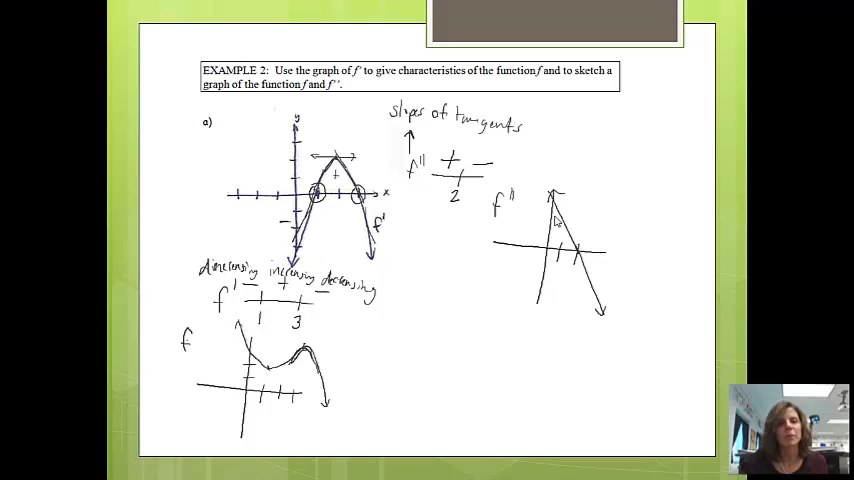 EXAMPLE 2: Use the graph of f' to give characteristics of the function f and to sketch a
graph of the function f and f''.
a)
slopes of tangents
y
f'' + -
2
+
x
-
f'
f''
decreasing increasing decreasing
f' - + -
1 3
f